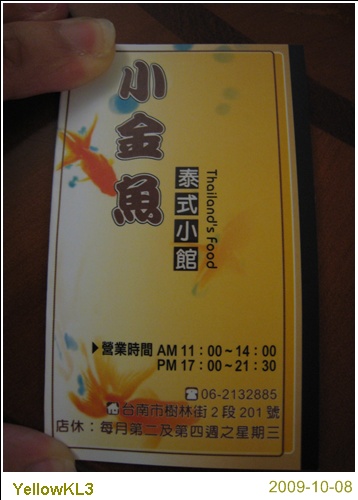 小金魚
泰式小館
Thailand's Food
營業時間 AM 11：00～14：00
PM 17：00～21：30
☎06-2132885
台南市樹林街2段201號
店休：每月第二及第四週之星期三
YellowKL3
2009-10-08